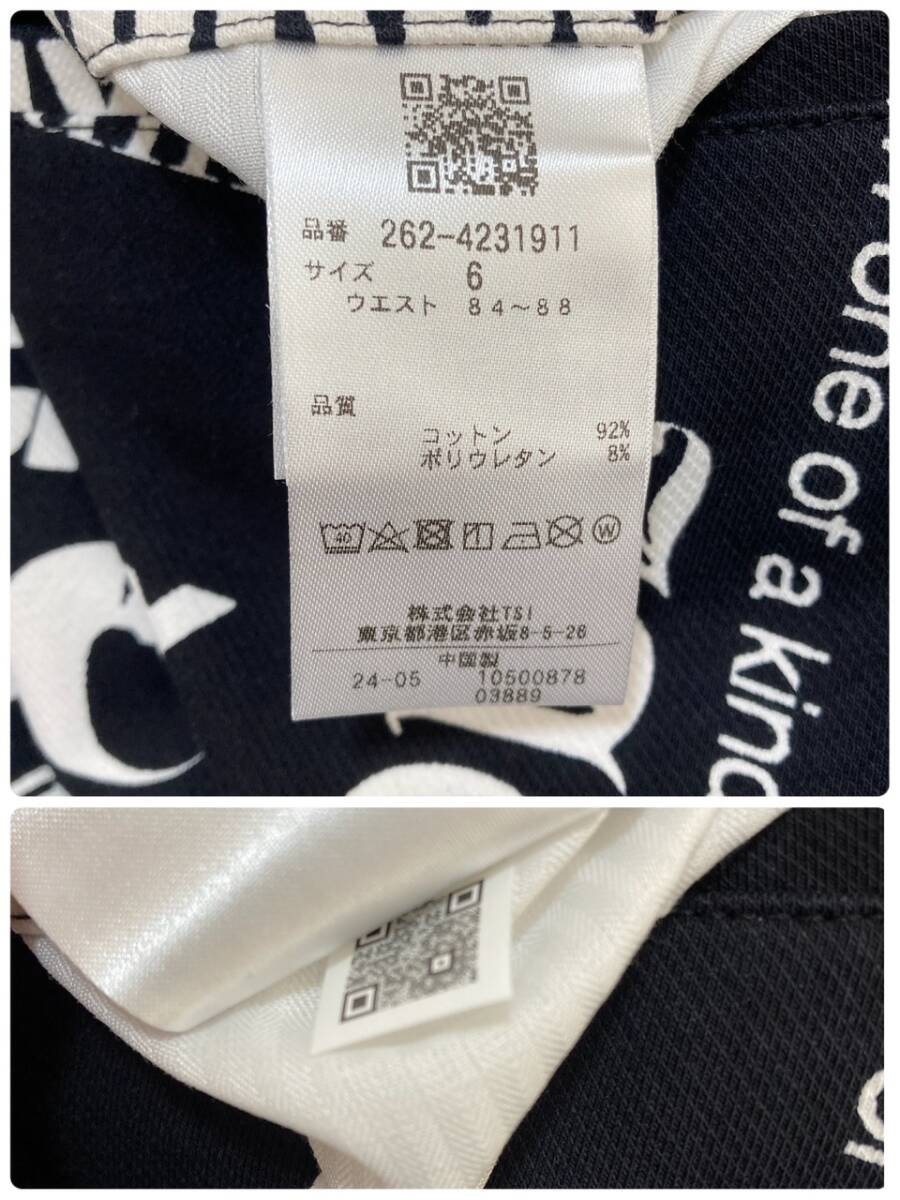 品番 262-4231911
サイズ 6
ウエスト 84〜88
品質
コットン 92%
ポリウレタン 8%
40
W
株式会社TSI
東京都港区赤坂8-5-26
中国製
24-05 10500878
03889
one of a kind